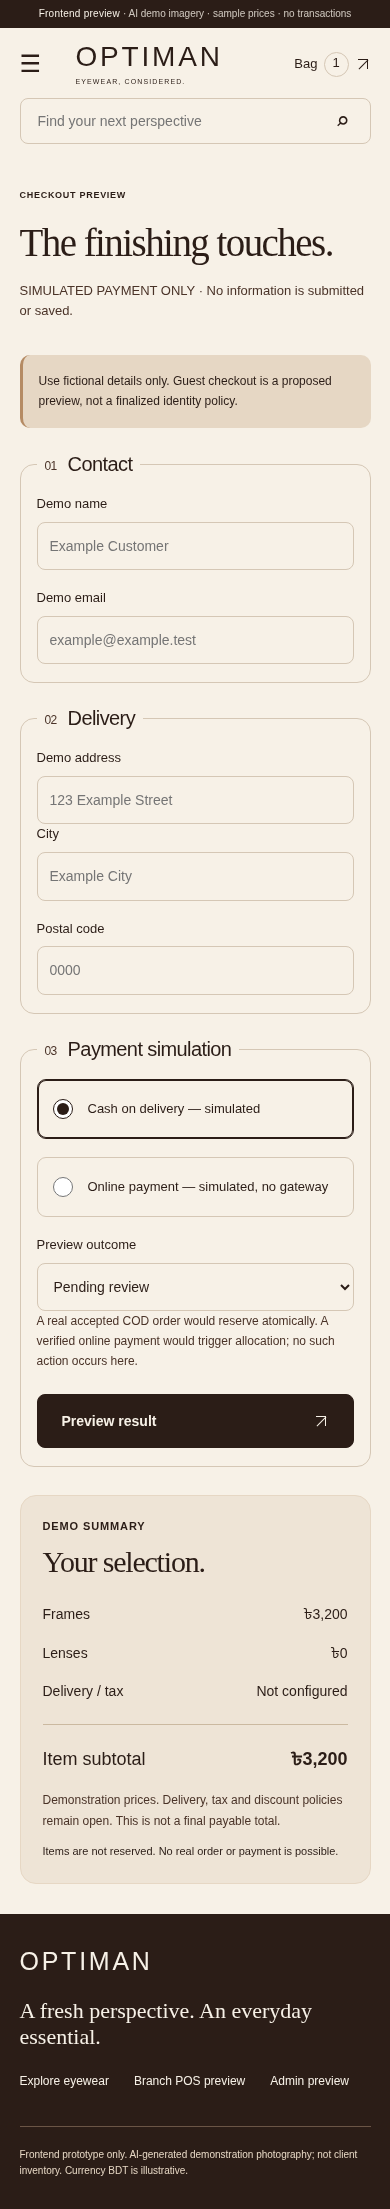 Frontend preview · AI demo imagery · sample prices · no transactions
OPTIMAN
EYEWEAR, CONSIDERED.
Bag 1
Find your next perspective
CHECKOUT PREVIEW
The finishing touches.
SIMULATED PAYMENT ONLY · No information is submitted
or saved.
Use fictional details only. Guest checkout is a proposed
preview, not a finalized identity policy.
01 Contact
Demo name
Example Customer
Demo email
example@example.test
02 Delivery
Demo address
123 Example Street
City
Example City
Postal code
0000
03 Payment simulation
Cash on delivery — simulated
Online payment — simulated, no gateway
Preview outcome
Pending review
A real accepted COD order would reserve atomically. A
verified online payment would trigger allocation; no such
action occurs here.
Preview result
DEMO SUMMARY
Your selection.
Frames ৳3,200
Lenses ৳0
Delivery / tax Not configured
Item subtotal ৳3,200
Demonstration prices. Delivery, tax and discount policies
remain open. This is not a final payable total.
Items are not reserved. No real order or payment is possible.
OPTIMAN
A fresh perspective. An everyday
essential.
Explore eyewear Branch POS preview Admin preview
Frontend prototype only. AI-generated demonstration photography; not client
inventory. Currency BDT is illustrative.